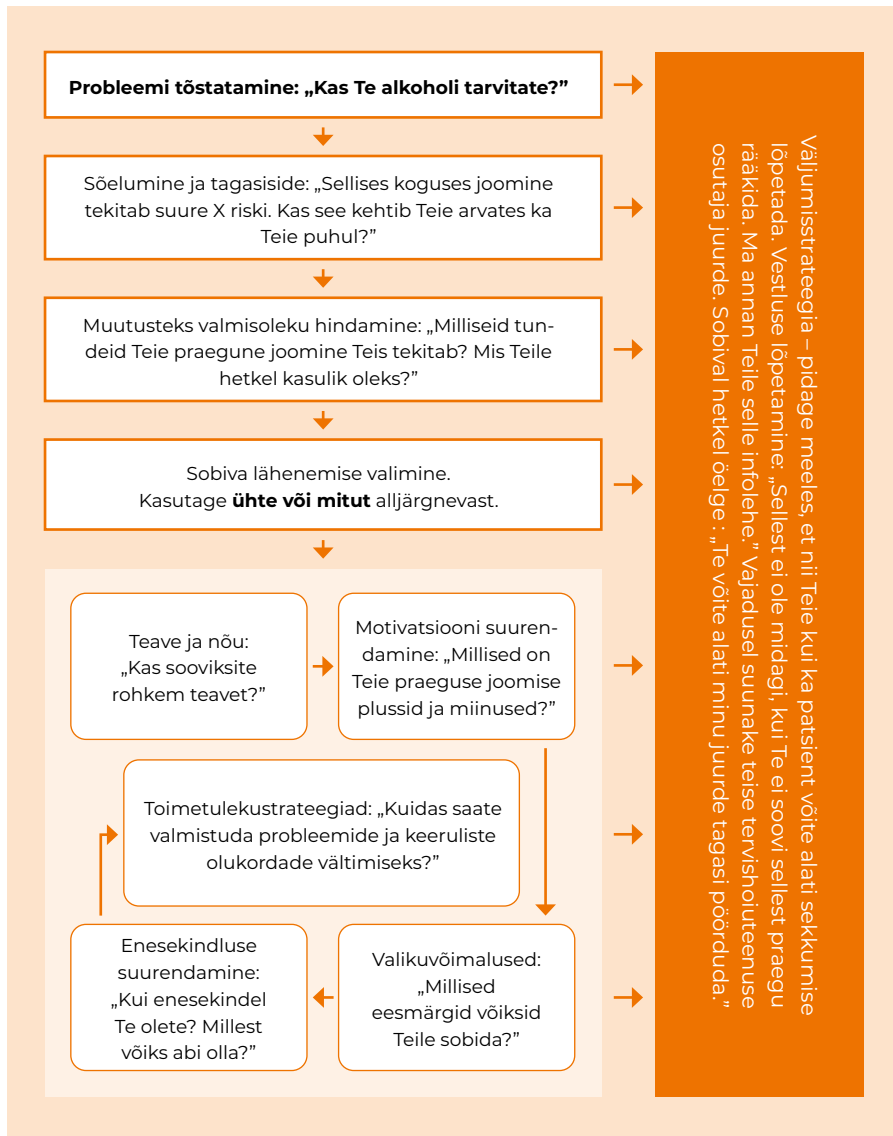 Probleemi tõstatamine: „Kas Te alkoholi tarvitate?”
Sõelumine ja tagasiside: „Sellises koguses joomine
tekitab suure X riski. Kas see kehtib Teie arvates ka
Teie puhul?”
Muutusteks valmisoleku hindamine: „Milliseid tun-
deid Teie praegune joomine Teis tekitab? Mis Teile
hetkel kasulik oleks?”
Sobiva lähenemise valimine.
Kasutage ühte või mitut alljärgnevast.
Teave ja nõu:
„Kas sooviksite
rohkem teavet?”
Motivatsiooni suuren-
damine: „Millised on
Teie praeguse joomise
plussid ja miinused?”
Toimetulekustrateegiad: „Kuidas saate
valmistuda probleemide ja keeruliste
olukordade vältimiseks?”
Enesekindluse
suurendamine:
„Kui enesekindel
Te olete? Millest
võiks abi olla?”
Valikuvõimalused:
„Millised
eesmärgid võiksid
Teile sobida?”
Väljumisstrateegia – pidage meeles, et nii Teie kui ka patsient võite alati sekkumise
lõpetada. Vestluse lõpetamine: „Sellest ei ole midagi, kui Te ei soovi sellest praegu
rääkida. Ma annan Teile selle infolehe.” Vajadusel suunake teise tervishoiuteenuse
osutaja juurde. Sobival hetkel öelge : „Te võite alati minu juurde tagasi pöörduda.”